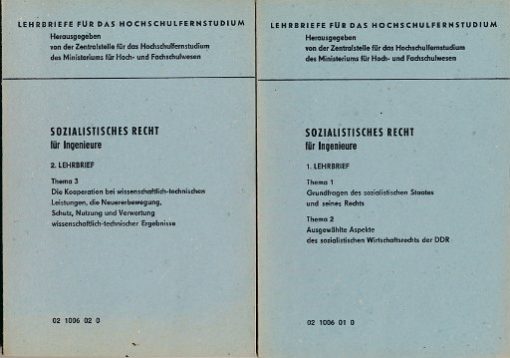 LEHRBRIEFE FÜR DAS HOCHSCHULFERNSTUDIUM
Herausgegeben
von der Zentralstelle für das Hochschulfernstudium
des Ministeriums für Hoch- und Fachschulwesen
SOZIALISTISCHES RECHT
für Ingenieure
2. LEHRBRIEF
Thema 3
Die Kooperation bei wissenschaftlich-technischen
Leistungen, die Neuererbewegung,
Schutz, Nutzung und Verwertung
wissenschaftlich-technischer Ergebnisse
02 1006 02 0
LEHRBRIEFE FÜR DAS HOCHSCHULFERNSTUDIUM
Herausgegeben
von der Zentralstelle für das Hochschulfernstudium
des Ministeriums für Hoch- und Fachschulwesen
SOZIALISTISCHES RECHT
für Ingenieure
1. LEHRBRIEF
Thema 1
Grundfragen des sozialistischen Staates
und seines Rechts
Thema 2
Ausgewählte Aspekte
des sozialistischen Wirtschaftsrechts der DDR
02 1006 01 0